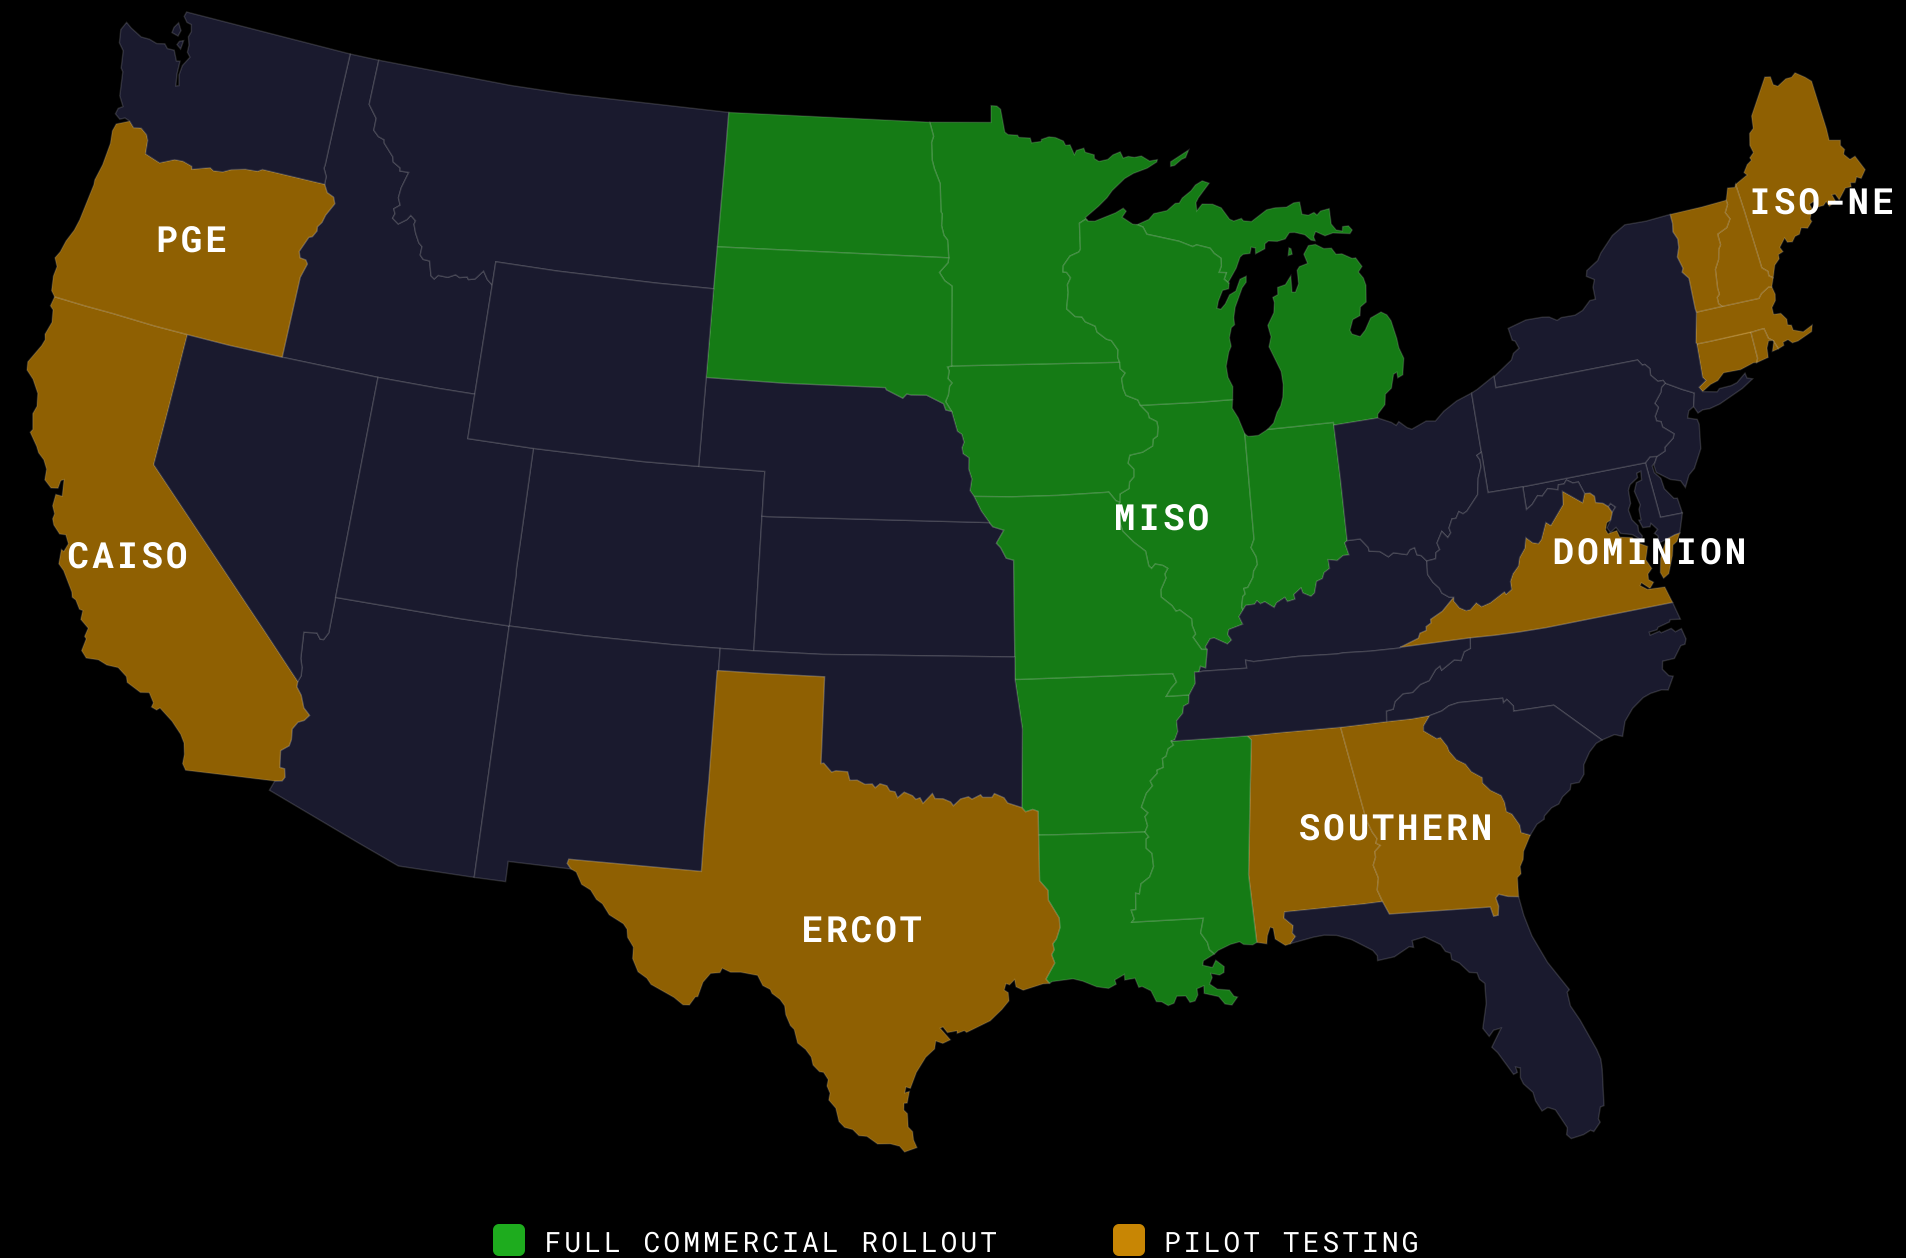 ISO-NE
PGE
MISO
DOMINION
CAISO
SOUTHERN
ERCOT
FULL COMMERCIAL ROLLOUT
PILOT TESTING